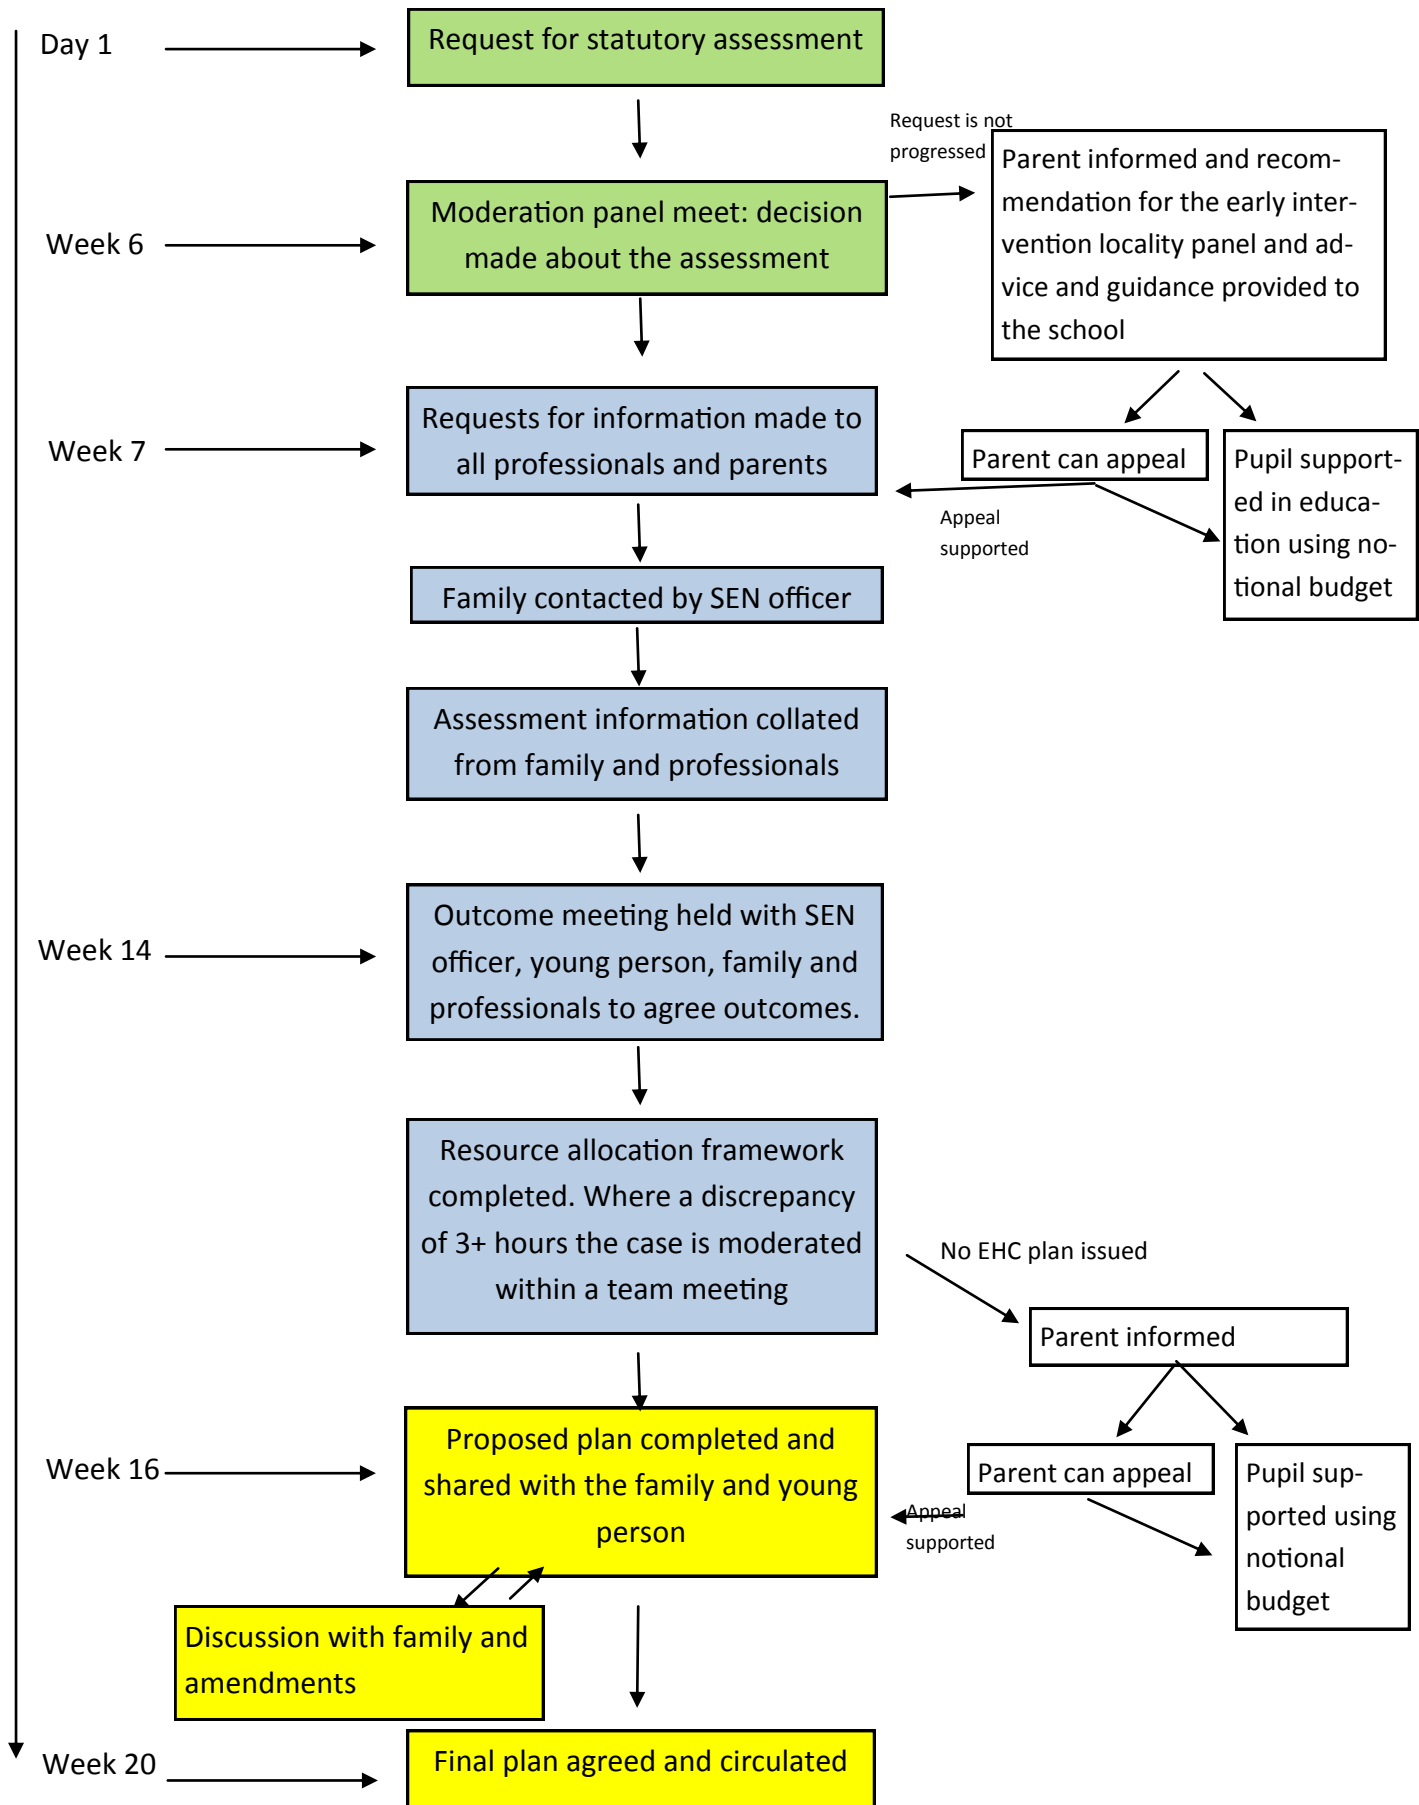 Day 1
Request for statutory assessment
Request is not
progressed
Parent informed and recom-
mendation for the early inter-
vention locality panel and ad-
vice and guidance provided to
the school
Week 6
Moderation panel meet: decision
made about the assessment
Week 7
Requests for information made to
all professionals and parents
Parent can appeal
Pupil support-
ed in educa-
tion using no-
tional budget
Appeal
supported
Family contacted by SEN officer
Assessment information collated
from family and professionals
Week 14
Outcome meeting held with SEN
officer, young person, family and
professionals to agree outcomes.
Resource allocation framework
completed. Where a discrepancy
of 3+ hours the case is moderated
within a team meeting
No EHC plan issued
Parent informed
Week 16
Proposed plan completed and
shared with the family and young
person
Parent can appeal
Pupil sup-
ported using
notional
budget
Appeal
supported
Discussion with family and
amendments
Week 20
Final plan agreed and circulated